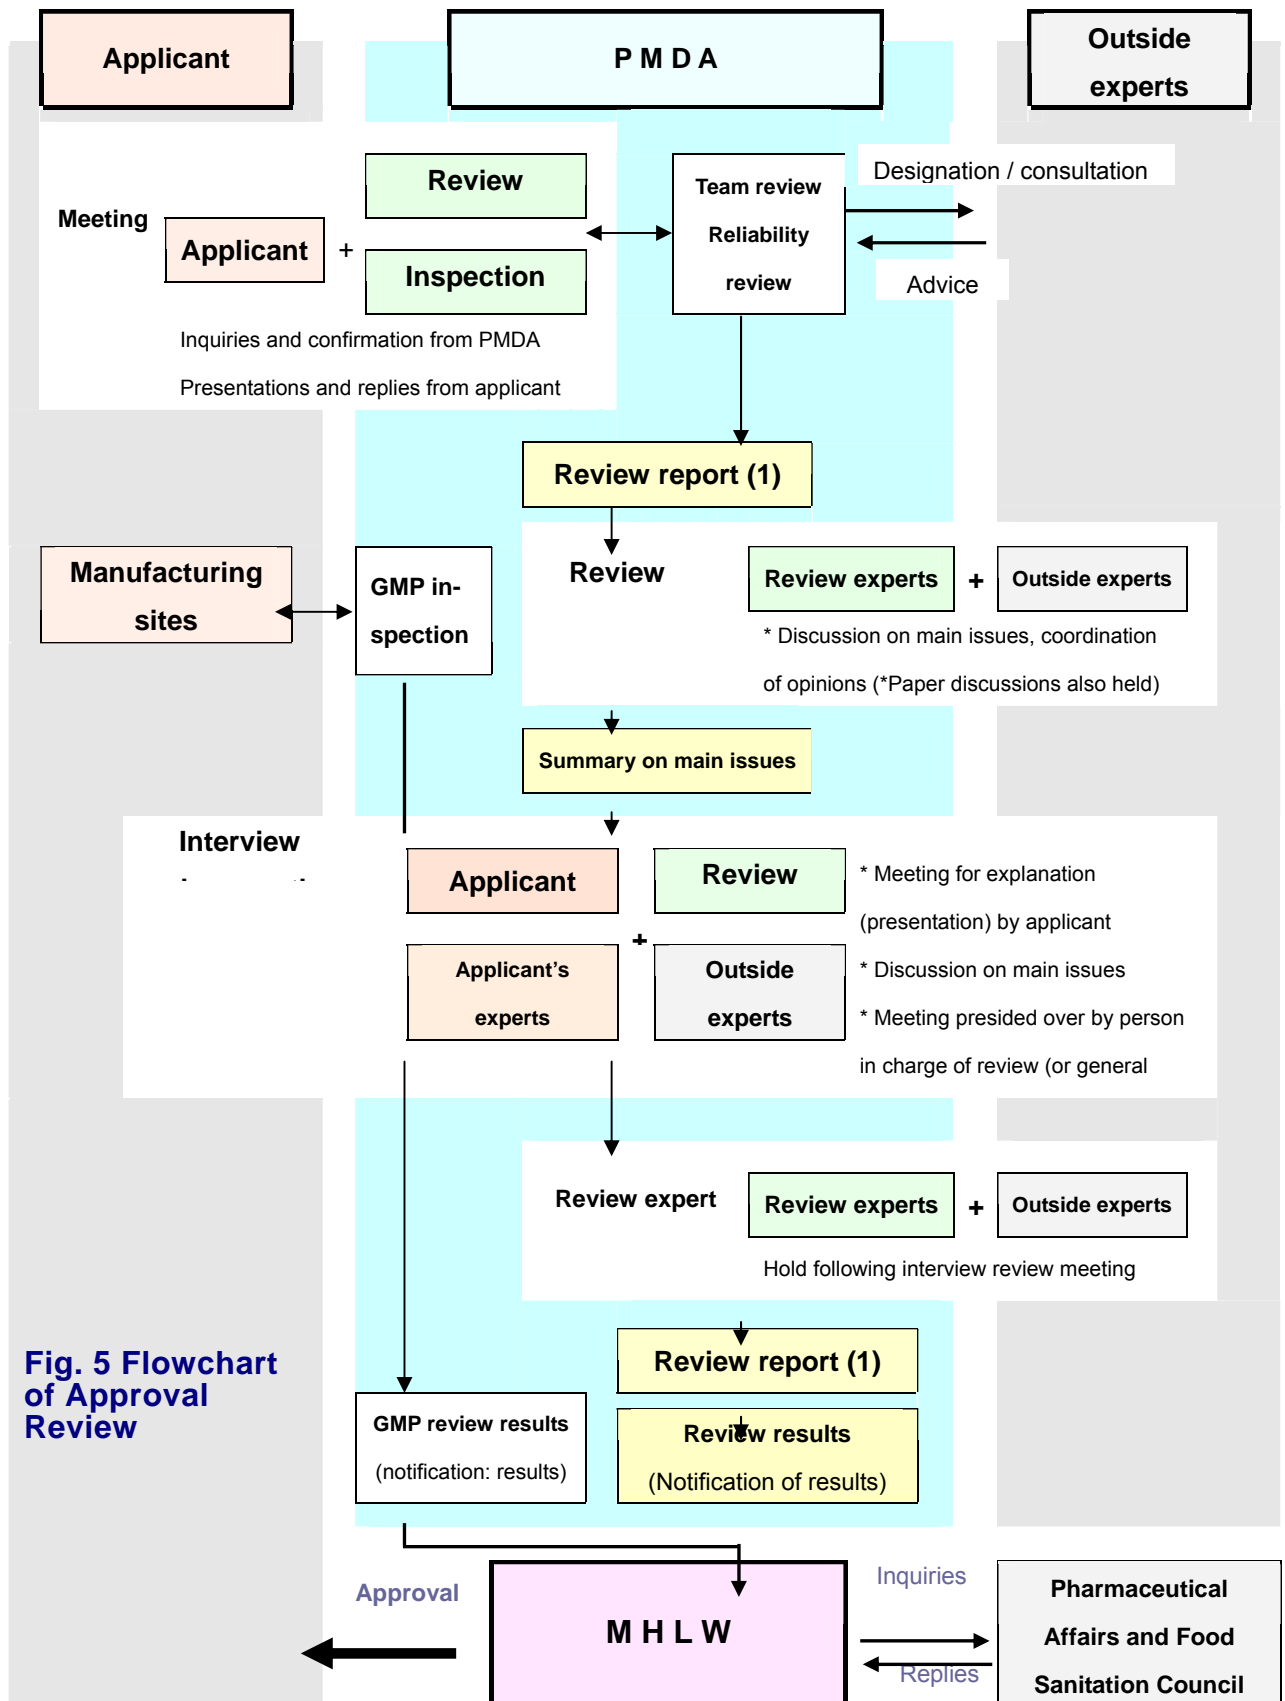 Applicant
P M D A
Outside
experts
Review
Team review
Reliability
review
Designation / consultation
Meeting
Applicant
+
Inspection
Advice
Inquiries and confirmation from PMDA
Presentations and replies from applicant
Review report (1)
Manufacturing
sites
GMP in-
spection
Review
Review experts
+
Outside experts
* Discussion on main issues, coordination
of opinions (*Paper discussions also held)
Summary on main issues
Interview
Applicant
Review
+
Applicant’s
experts
Outside
experts
* Meeting for explanation
(presentation) by applicant
* Discussion on main issues
* Meeting presided over by person
in charge of review (or general
Review expert
Review experts
+
Outside experts
Hold following interview review meeting
Review report (1)
Fig. 5 Flowchart
of Approval
Review
GMP review results
(notification: results)
Review results
(Notification of results)
Approval
M H L W
Inquiries
Replies
Pharmaceutical
Affairs and Food
Sanitation Council